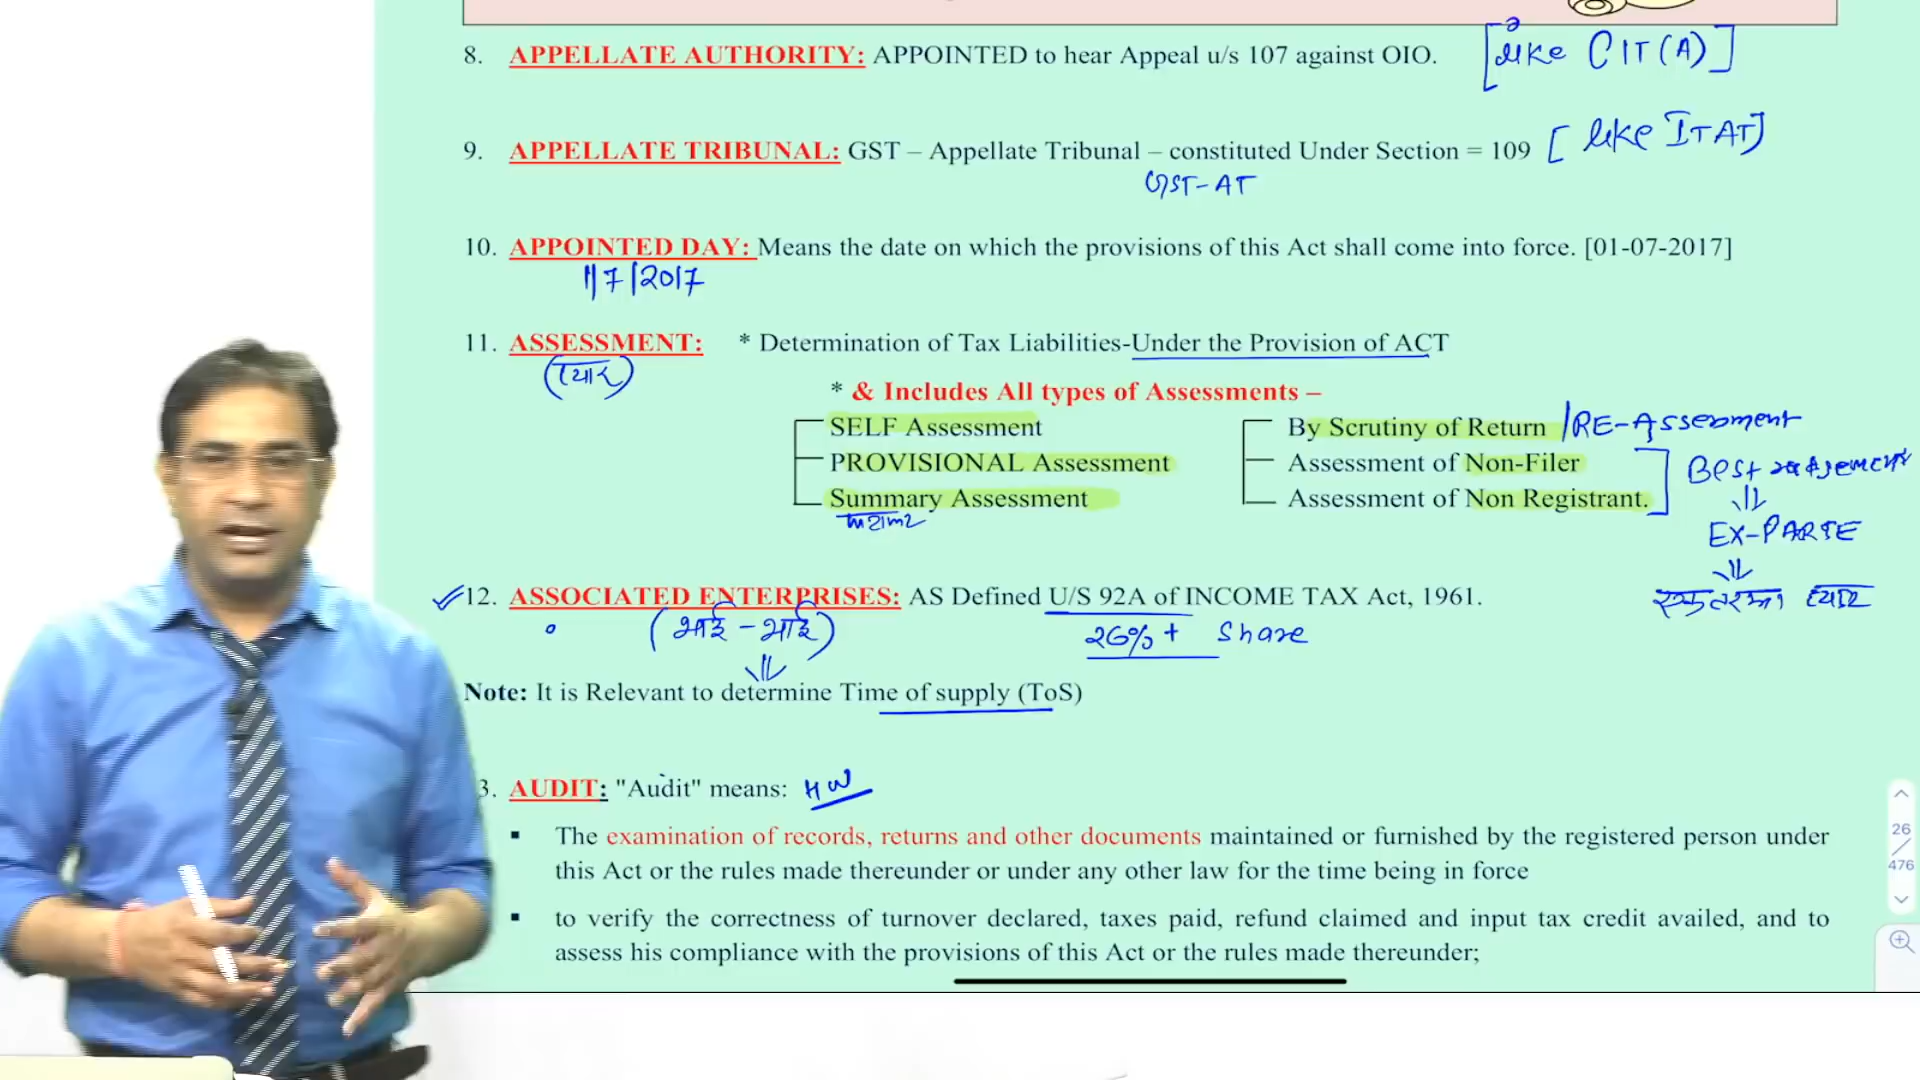 8. APPELLATE AUTHORITY: APPOINTED to hear Appeal u/s 107 against OIO. [like CIT(A)]
9. APPELLATE TRIBUNAL: GST – Appellate Tribunal – constituted Under Section = 109 [like ITAT]
GST-AT
10. APPOINTED DAY: Means the date on which the provisions of this Act shall come into force. [01-07-2017]
1/7/2017
11. ASSESSMENT: * Determination of Tax Liabilities-Under the Provision of ACT
* & Includes All types of Assessments –
SELF Assessment By Scrutiny of Return /RE-Assessment
PROVISIONAL Assessment Assessment of Non-Filer Best
Summary Assessment Assessment of Non Registrant.
EX-PARTE
12. ASSOCIATED ENTERPRISES: AS Defined U/S 92A of INCOME TAX Act, 1961.
(भाई-भाई) 26%+ Share
Note: It is Relevant to determine Time of supply (ToS)
3. AUDIT: "Audit" means: HW
▪ The examination of records, returns and other documents maintained or furnished by the registered person under
this Act or the rules made thereunder or under any other law for the time being in force
▪ to verify the correctness of turnover declared, taxes paid, refund claimed and input tax credit availed, and to
assess his compliance with the provisions of this Act or the rules made thereunder;
26
/
476